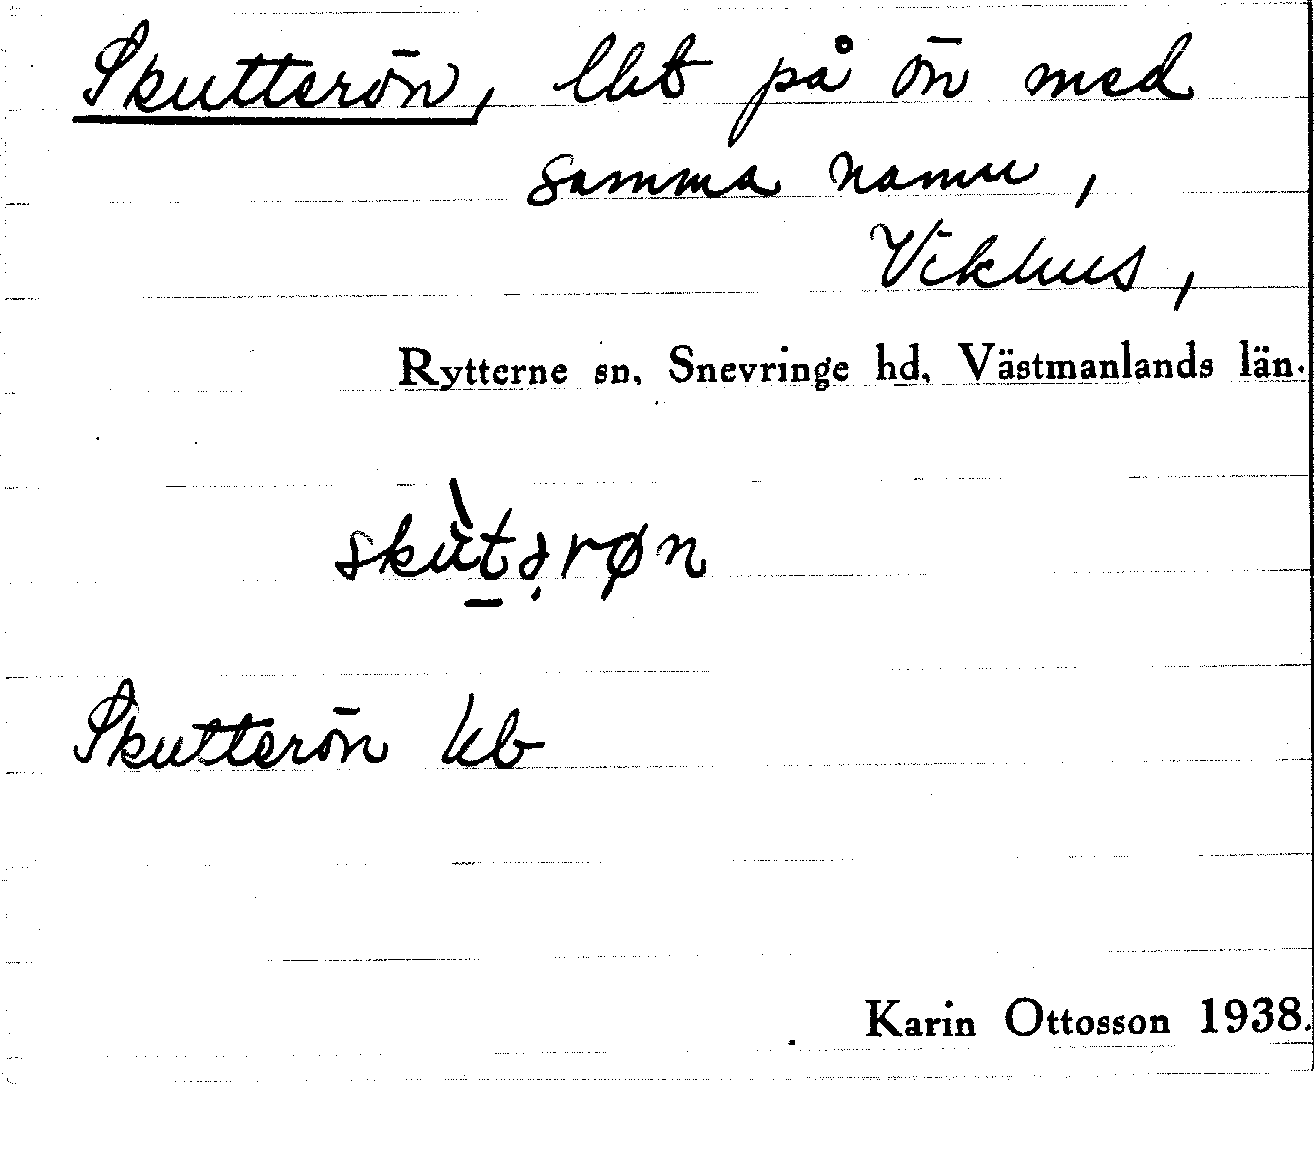 Skutterön, lht på ön med
samma namn,
Vikhus,
Rytterne sn, Snevringe hd, Västmanlands län.
skùtərøn
Skutterön kb
Karin Ottosson 1938.